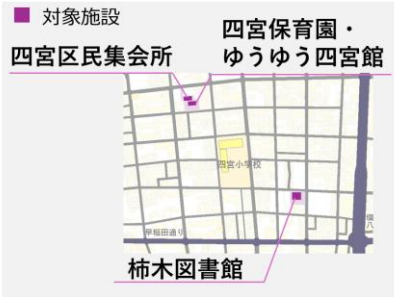 対象施設
四宮区民集会所
四宮保育園・
ゆうゆう四宮館
四宮小学校
早稲田通り
環八
柿木図書館